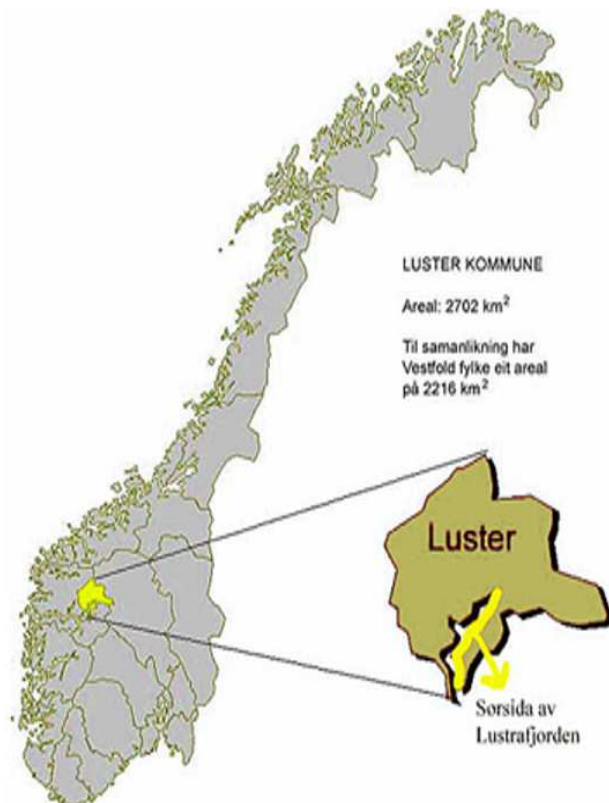 LUSTER KOMMUNE
Areal: 2702 km²
Til samanlikning har
Vestfold fylke eit areal
på 2216 km²
Luster
Sørsida av
Lustrafjorden